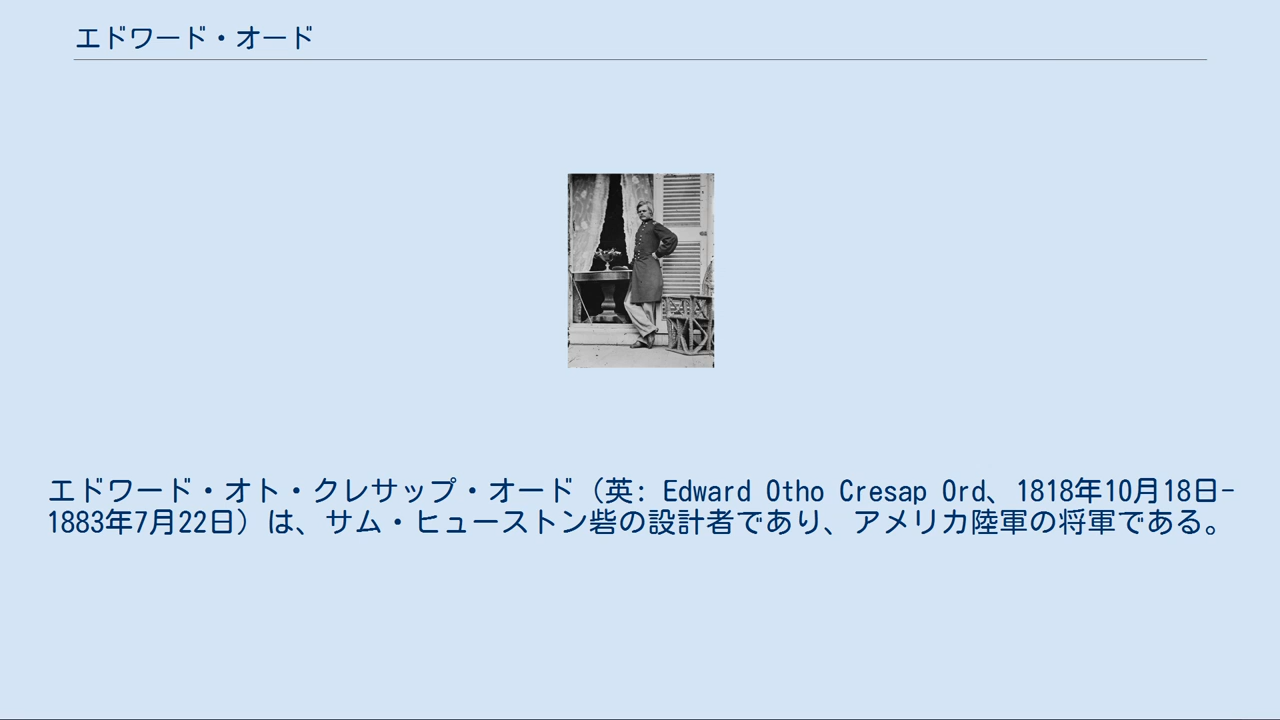 エドワード・オード
エドワード・オト・クレサップ・オード（英: Edward Otho Cresap Ord、1818年10月18日-
1883年7月22日）は、サム・ヒューストン砦の設計者であり、アメリカ陸軍の将軍である。